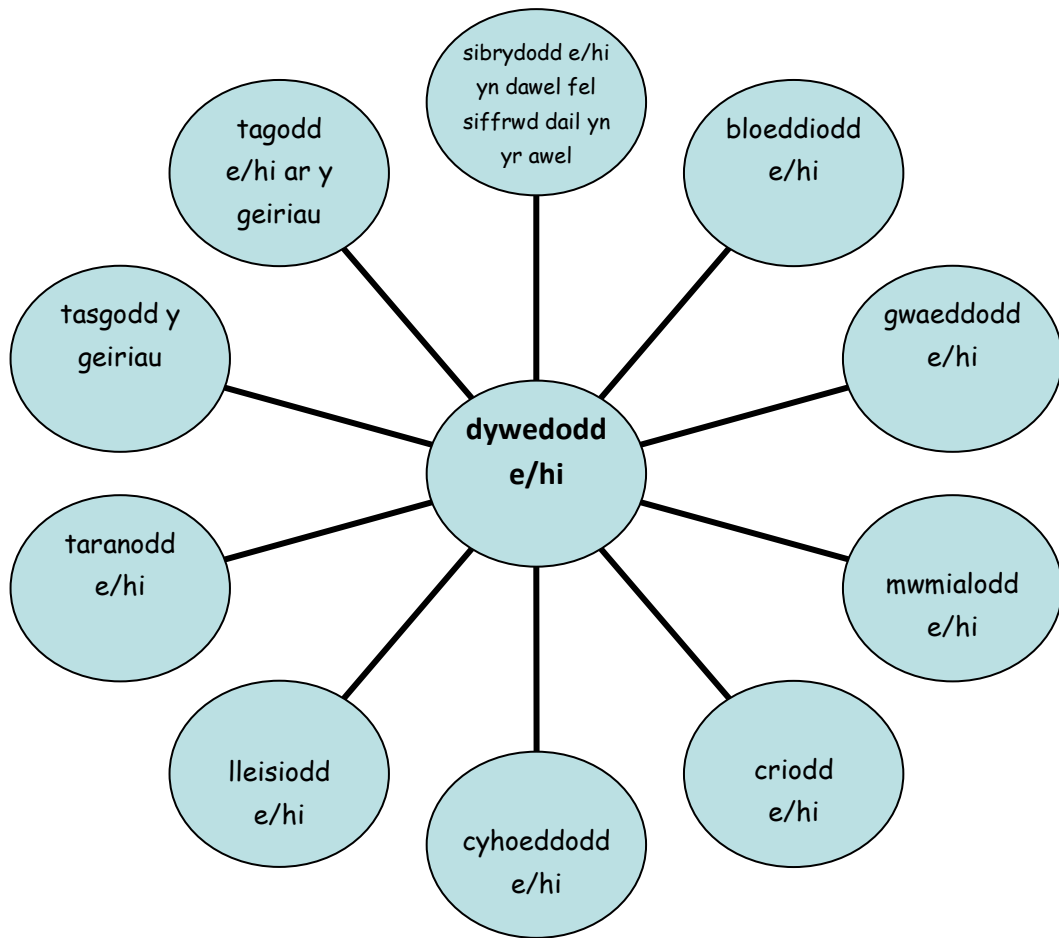 sibrydodd e/hi
yn dawel fel
siffrwd dail yn
yr awel
bloeddiodd
e/hi
gwaeddodd
e/hi
mwmialodd
e/hi
criodd
e/hi
cyhoeddodd
e/hi
lleisiodd
e/hi
taranodd
e/hi
tasgodd y
geiriau
tagodd
e/hi ar y
geiriau
dywedodd
e/hi